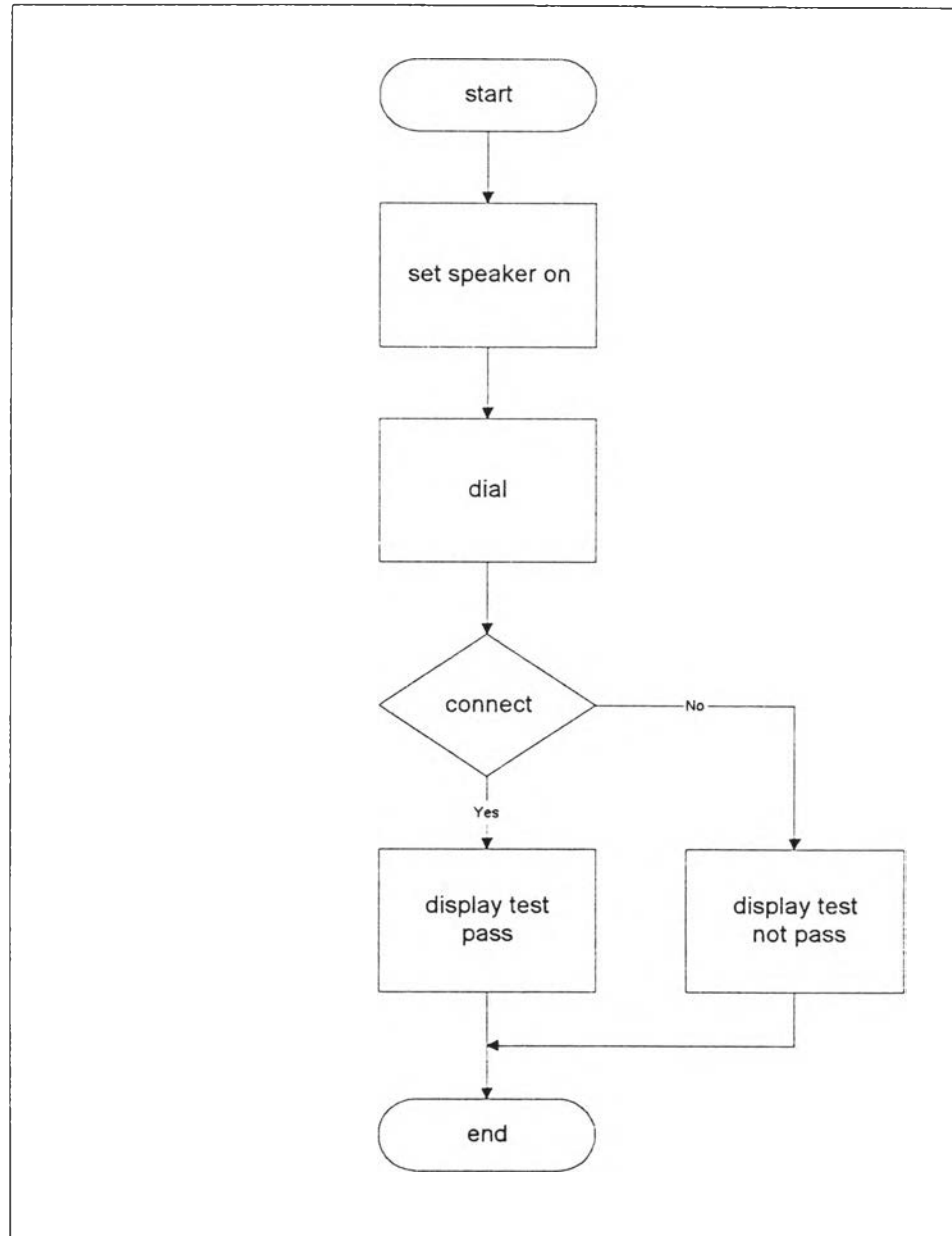 start
set speaker on
dial
connect
No
Yes
display test
pass
display test
not pass
end